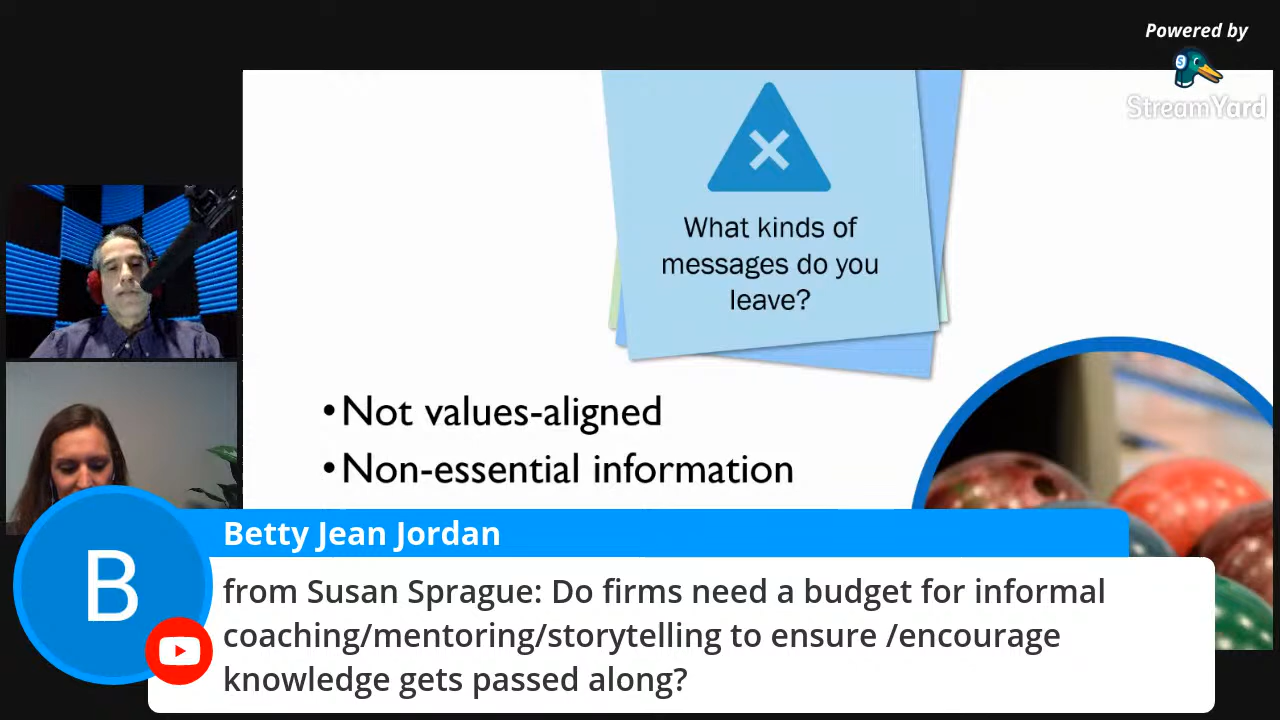 Powered by
StreamYard
What kinds of
messages do you
leave?
•Not values-aligned
•Non-essential information
B
Betty Jean Jordan
from Susan Sprague: Do firms need a budget for informal
coaching/mentoring/storytelling to ensure /encourage
knowledge gets passed along?